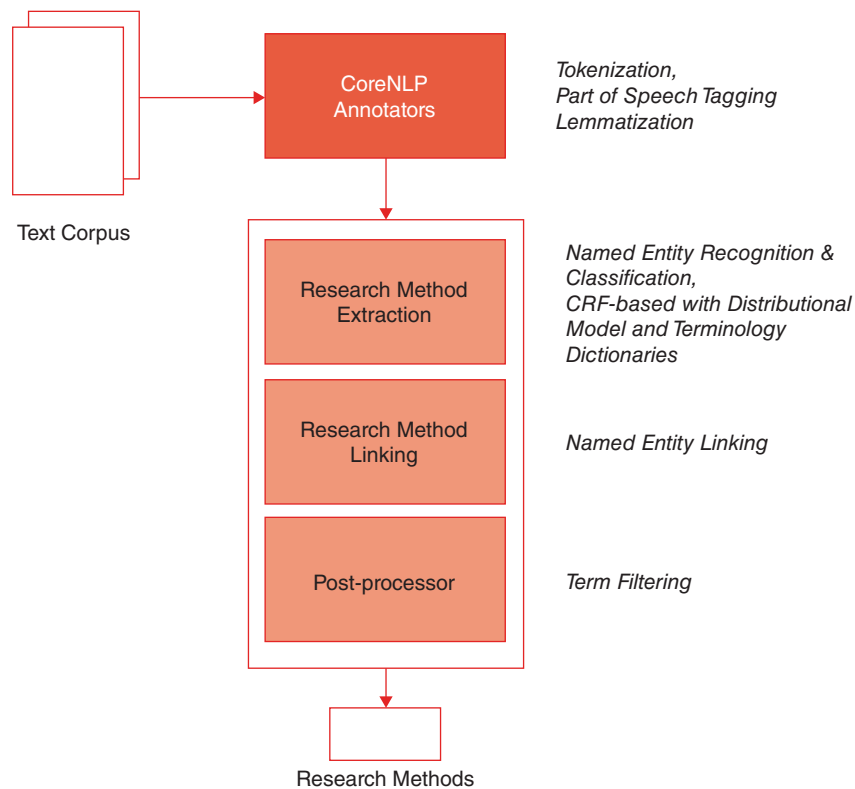 CoreNLP
Annotators
Tokenization,
Part of Speech Tagging
Lemmatization
Text Corpus
Research Method
Extraction
Named Entity Recognition &
Classification,
CRF-based with Distributional
Model and Terminology
Dictionaries
Research Method
Linking
Named Entity Linking
Post-processor
Term Filtering
Research Methods